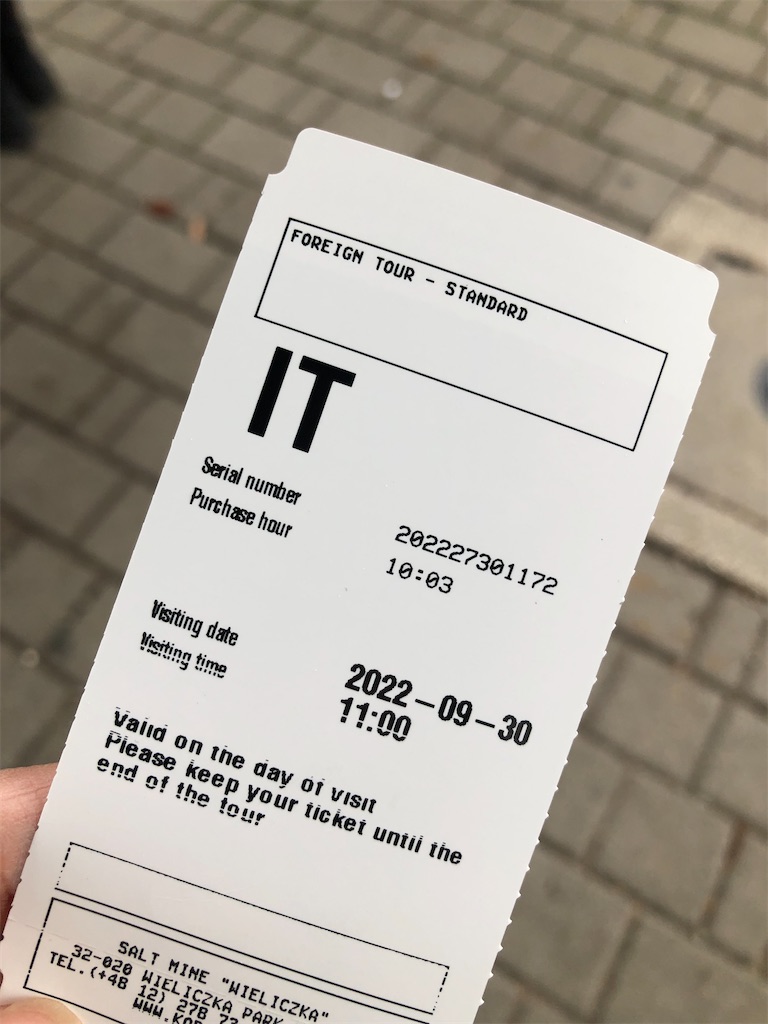 FOREIGN TOUR - STANDARD
IT
Serial number 202227301172
Purchase hour 10:03
Visiting date 2022-09-30
Visiting time 11:00
Valid on the day of visit
Please keep your ticket until the
end of the tour
SALT MINE "WIELICZKA"
32-020 WIELICZKA PARK
TEL.(+48 12) 278